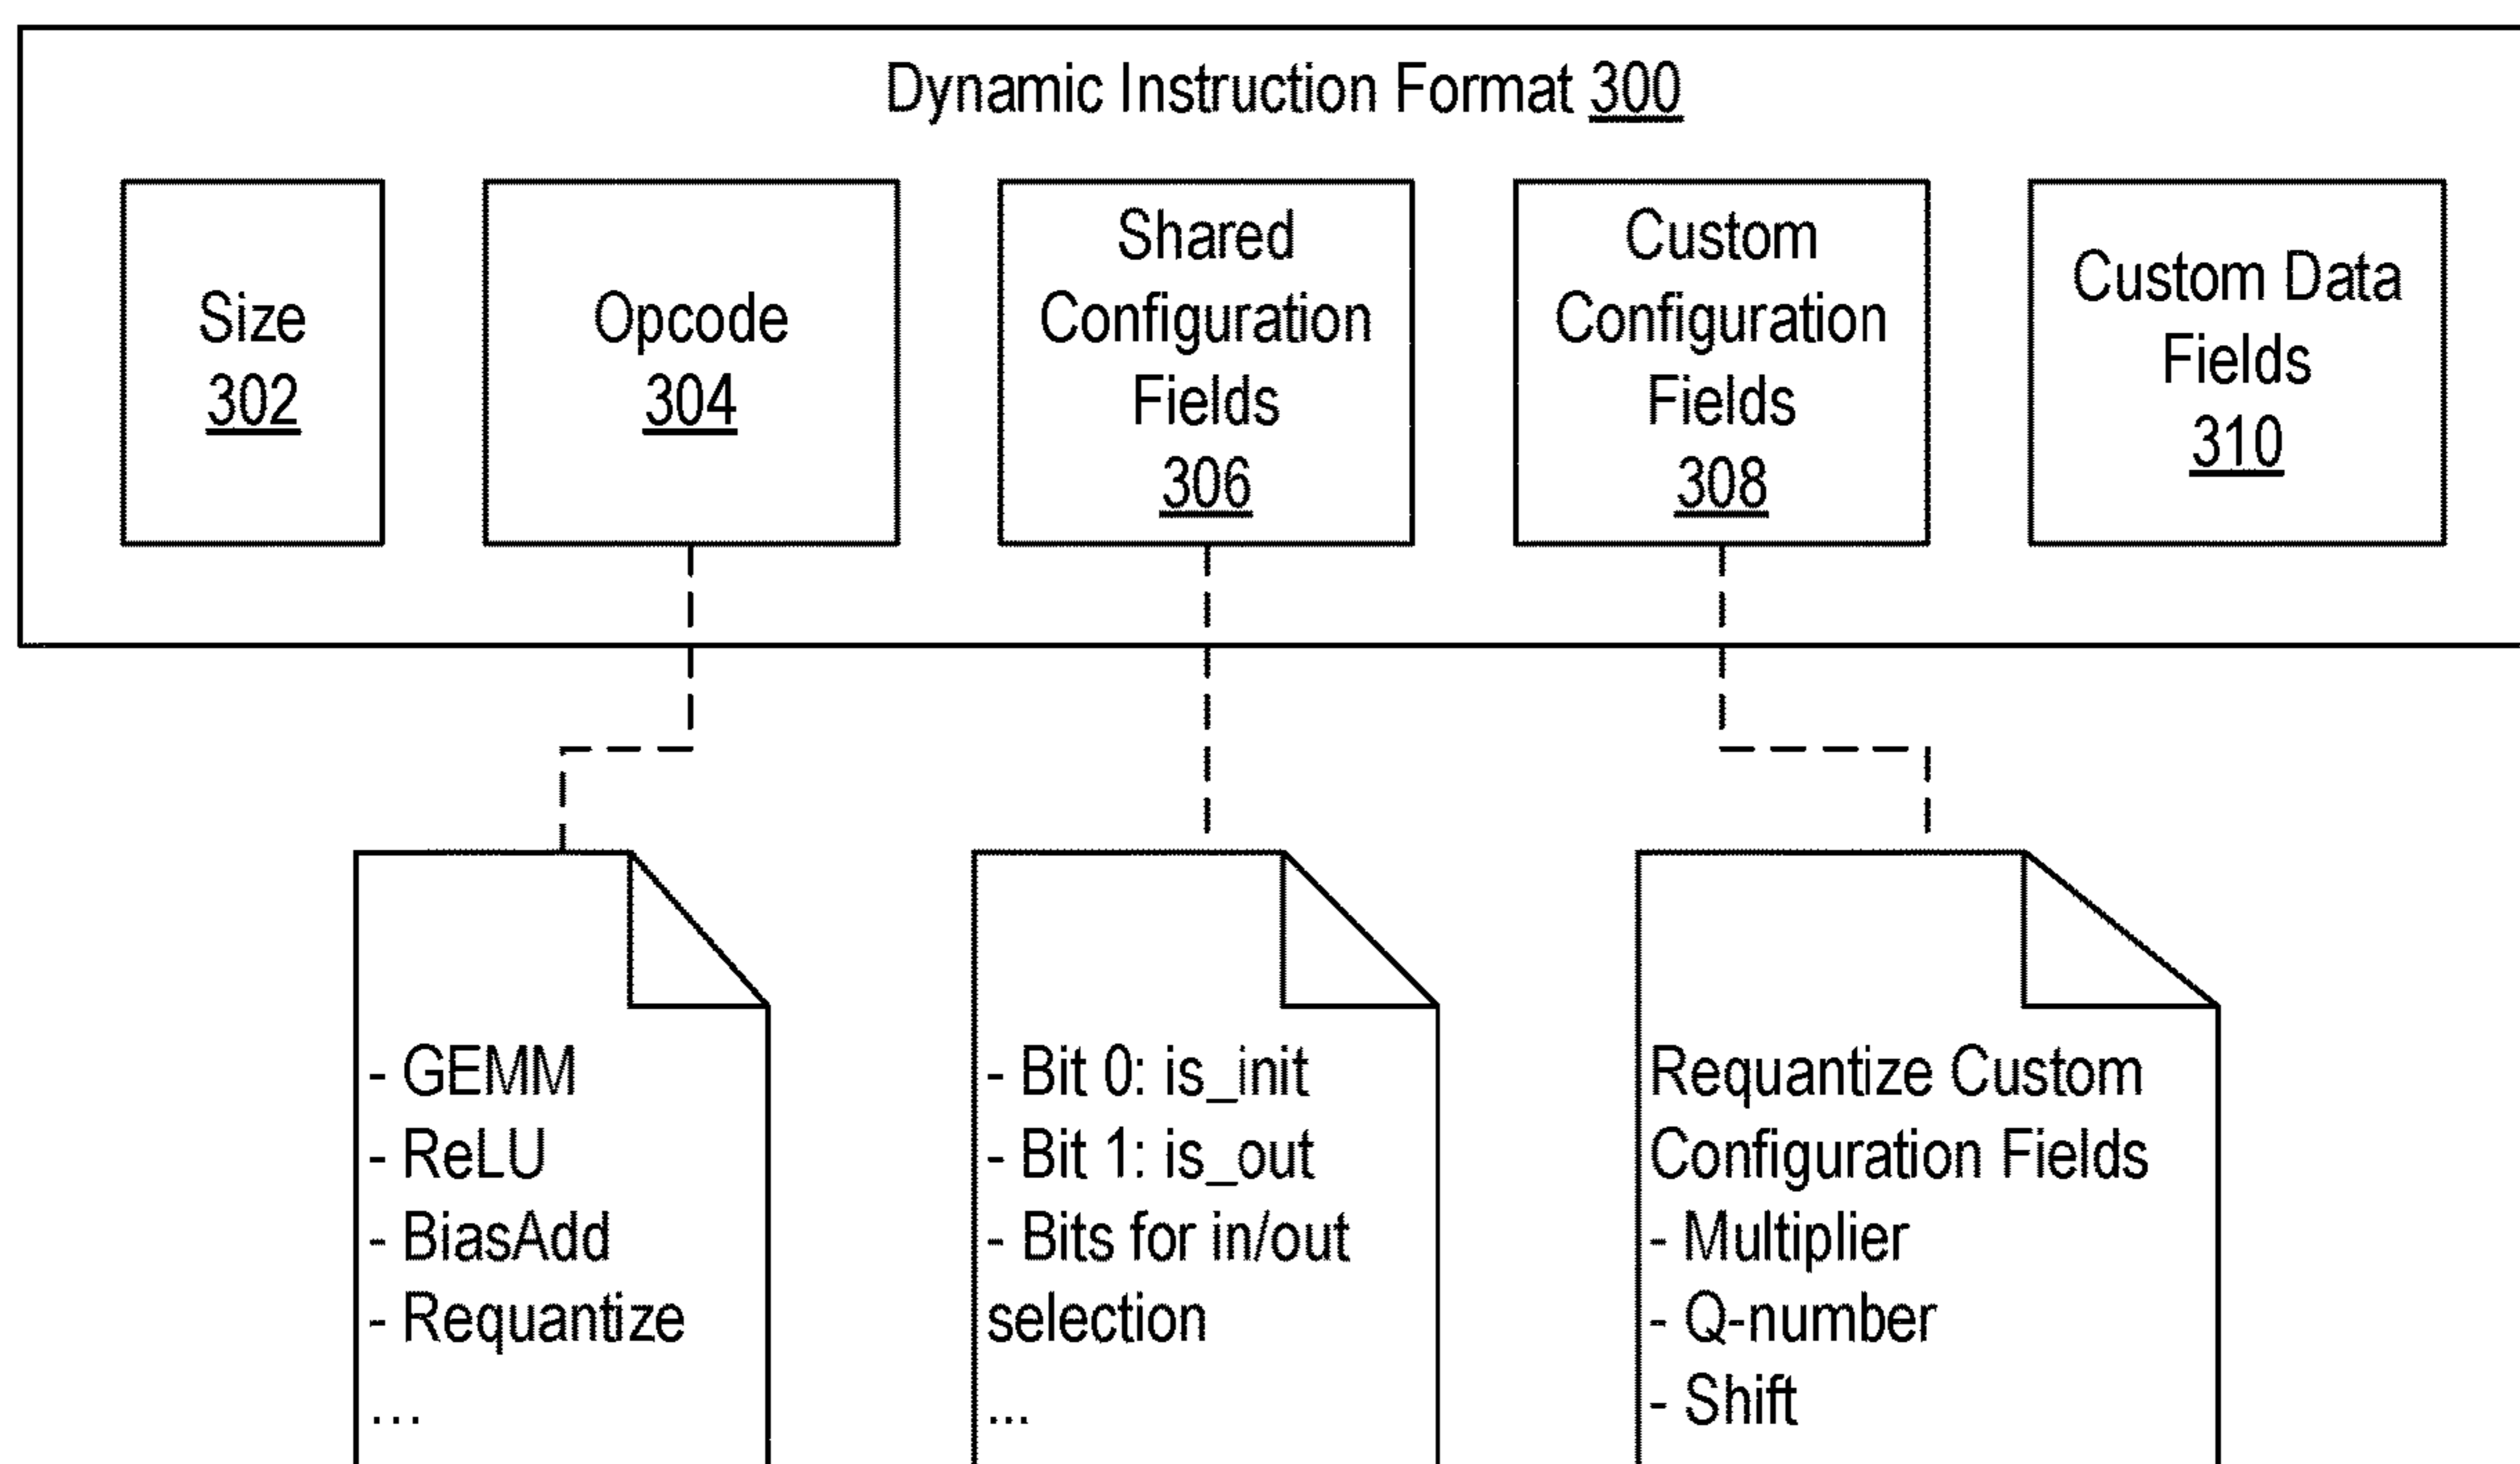 Dynamic Instruction Format 300
Size
302
Opcode
304
Shared
Configuration
Fields
306
Custom
Configuration
Fields
308
Custom Data
Fields
310
- GEMM
- ReLU
- BiasAdd
- Requantize
...
- Bit 0: is_init
- Bit 1: is_out
- Bits for in/out
selection
...
Requantize Custom
Configuration Fields
- Multiplier
- Q-number
- Shift